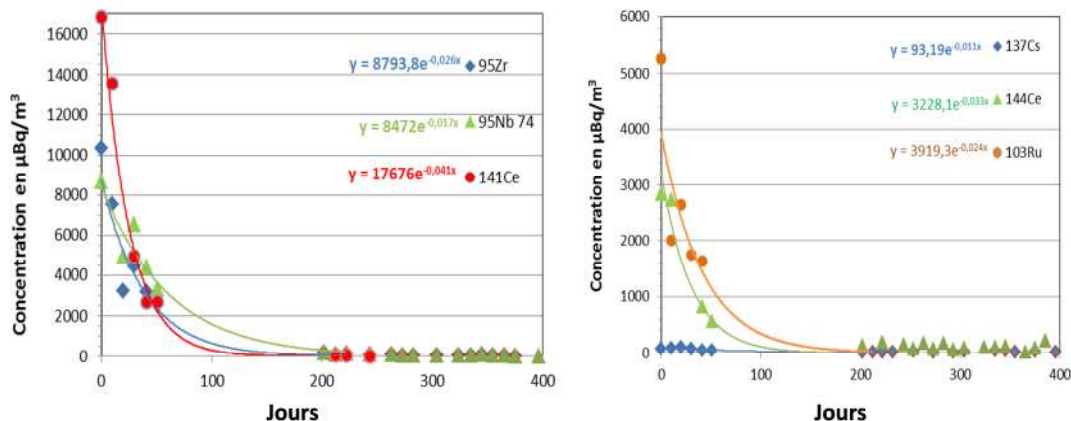 Concentration en µBq/m³
16000
14000
12000
10000
8000
6000
4000
2000
0
y = 8793,8e-0,026x
95Zr
y = 8472e-0,017x
95Nb 74
y = 17676e-0,041x
141Ce
0 100 200 300 400
Jours
Concentration en µBq/m³
6000
5000
4000
3000
2000
1000
0
y = 93,19e-0,011x
137Cs
y = 3228,1e-0,033x
144Ce
y = 3919,3e-0,024x
103Ru
0 100 200 300 400
Jours